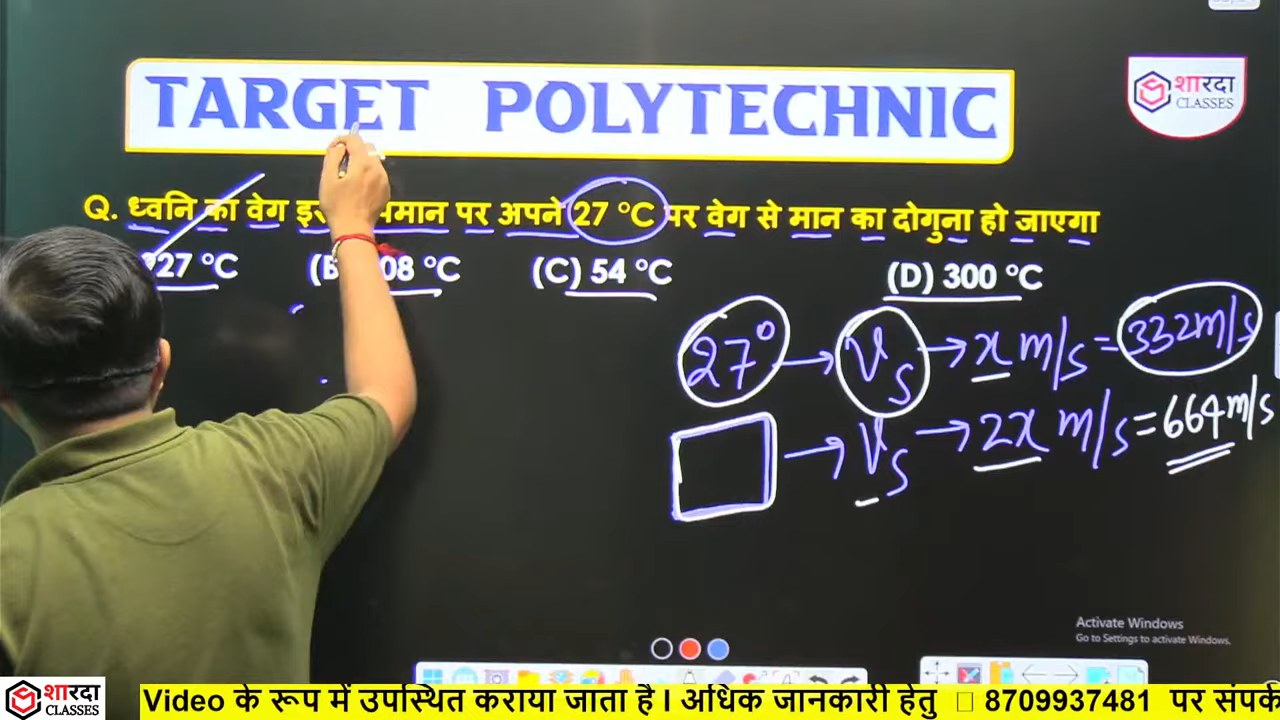 TARGET POLYTECHNIC
शारदा
CLASSES
Q. ध्वनि का वेग पर अपने 27 °C पर वेग से मान का दोगुना हो जाएगा
27 °C (B) 08 °C (C) 54 °C (D) 300 °C
27° → Vs → x m/s = 332m/s
→ Vs → 2x m/s = 664m/s
Activate Windows
Go to Settings to activate Windows.
शारदा
CLASSES
Video के रूप में उपस्थित कराया जाता है l अधिक जानकारी हेतु 8709937481 पर संपर्क